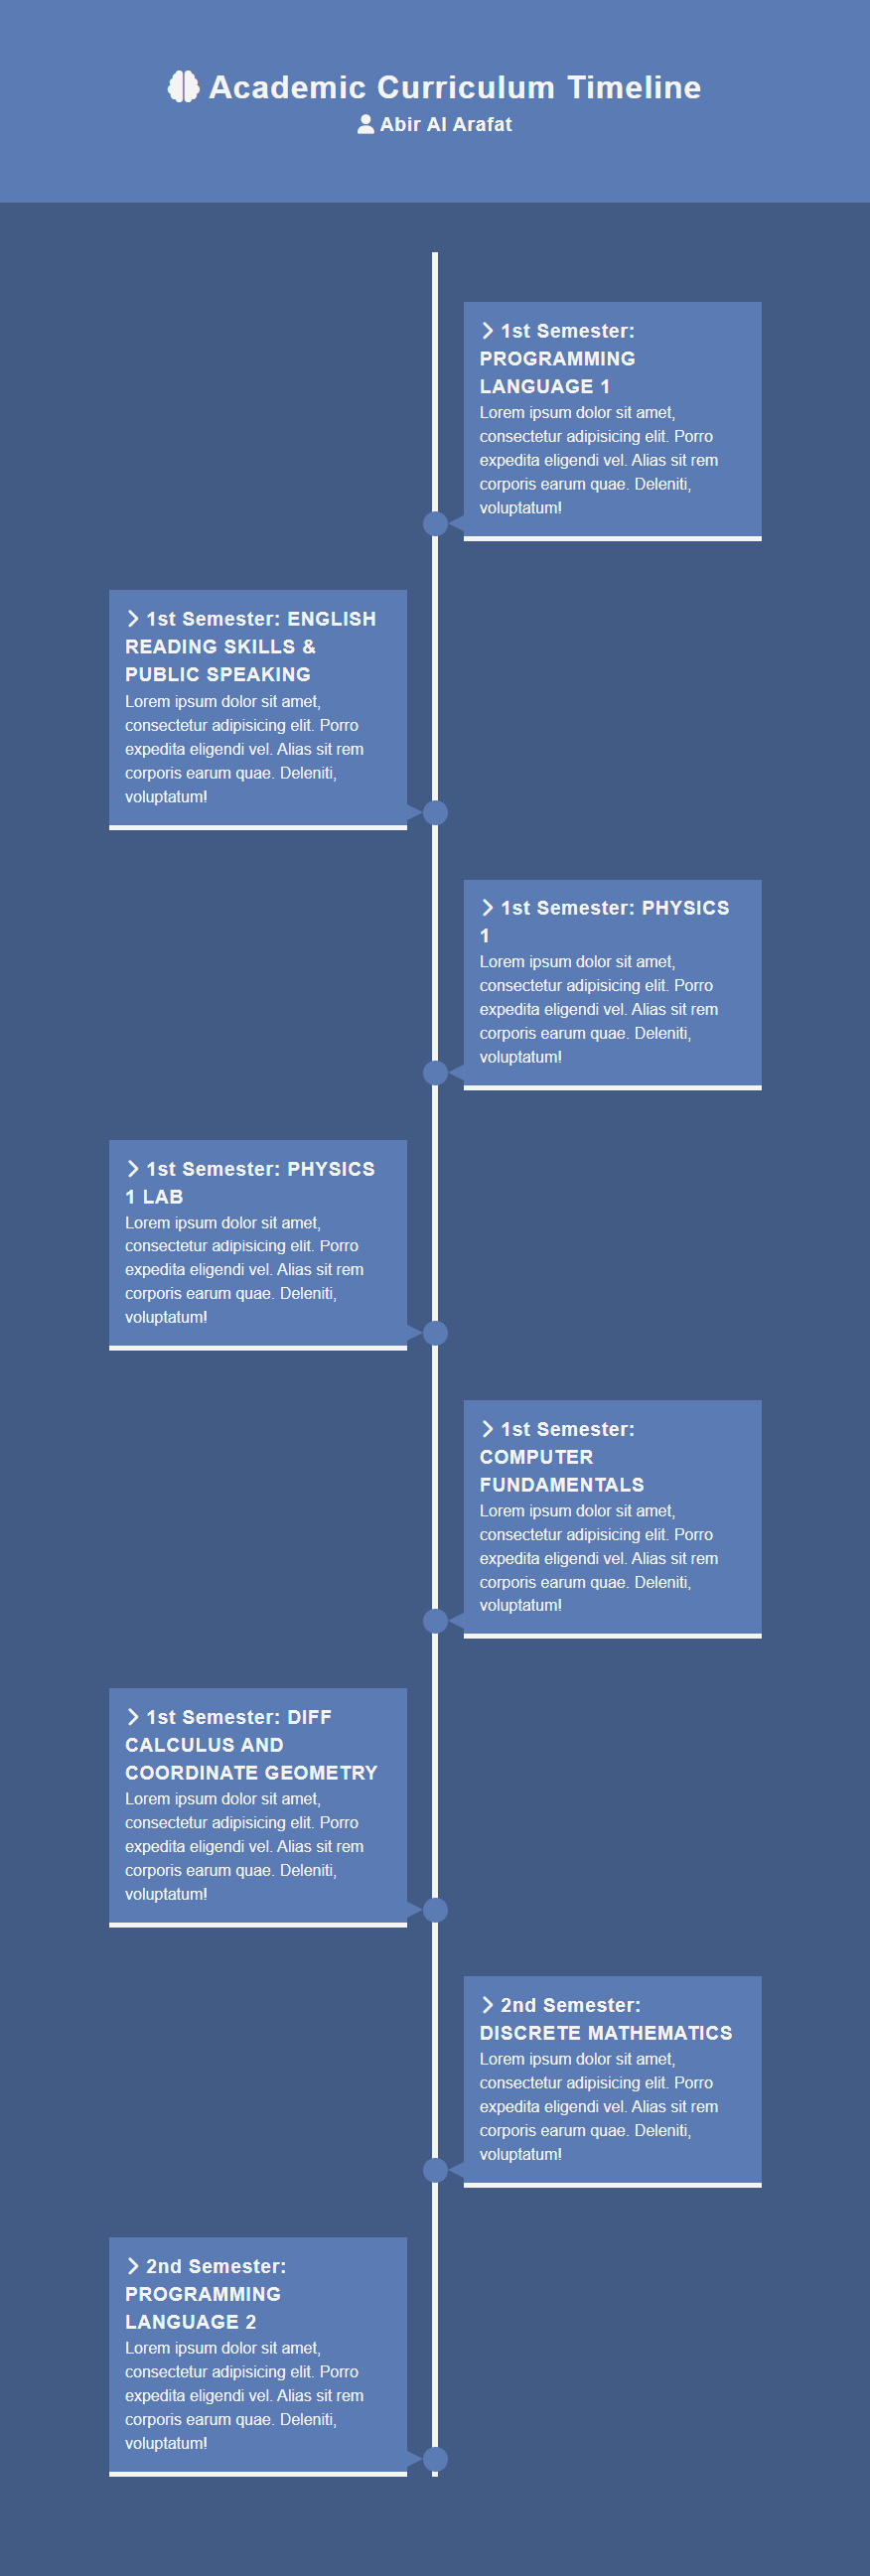 Academic Curriculum Timeline
Abir Al Arafat
1st Semester:
PROGRAMMING
LANGUAGE 1
Lorem ipsum dolor sit amet,
consectetur adipisicing elit. Porro
expedita eligendi vel. Alias sit rem
corporis earum quae. Deleniti,
voluptatum!
1st Semester: ENGLISH
READING SKILLS &
PUBLIC SPEAKING
Lorem ipsum dolor sit amet,
consectetur adipisicing elit. Porro
expedita eligendi vel. Alias sit rem
corporis earum quae. Deleniti,
voluptatum!
1st Semester: PHYSICS
1
Lorem ipsum dolor sit amet,
consectetur adipisicing elit. Porro
expedita eligendi vel. Alias sit rem
corporis earum quae. Deleniti,
voluptatum!
1st Semester: PHYSICS
1 LAB
Lorem ipsum dolor sit amet,
consectetur adipisicing elit. Porro
expedita eligendi vel. Alias sit rem
corporis earum quae. Deleniti,
voluptatum!
1st Semester:
COMPUTER
FUNDAMENTALS
Lorem ipsum dolor sit amet,
consectetur adipisicing elit. Porro
expedita eligendi vel. Alias sit rem
corporis earum quae. Deleniti,
voluptatum!
1st Semester: DIFF
CALCULUS AND
COORDINATE GEOMETRY
Lorem ipsum dolor sit amet,
consectetur adipisicing elit. Porro
expedita eligendi vel. Alias sit rem
corporis earum quae. Deleniti,
voluptatum!
2nd Semester:
DISCRETE MATHEMATICS
Lorem ipsum dolor sit amet,
consectetur adipisicing elit. Porro
expedita eligendi vel. Alias sit rem
corporis earum quae. Deleniti,
voluptatum!
2nd Semester:
PROGRAMMING
LANGUAGE 2
Lorem ipsum dolor sit amet,
consectetur adipisicing elit. Porro
expedita eligendi vel. Alias sit rem
corporis earum quae. Deleniti,
voluptatum!